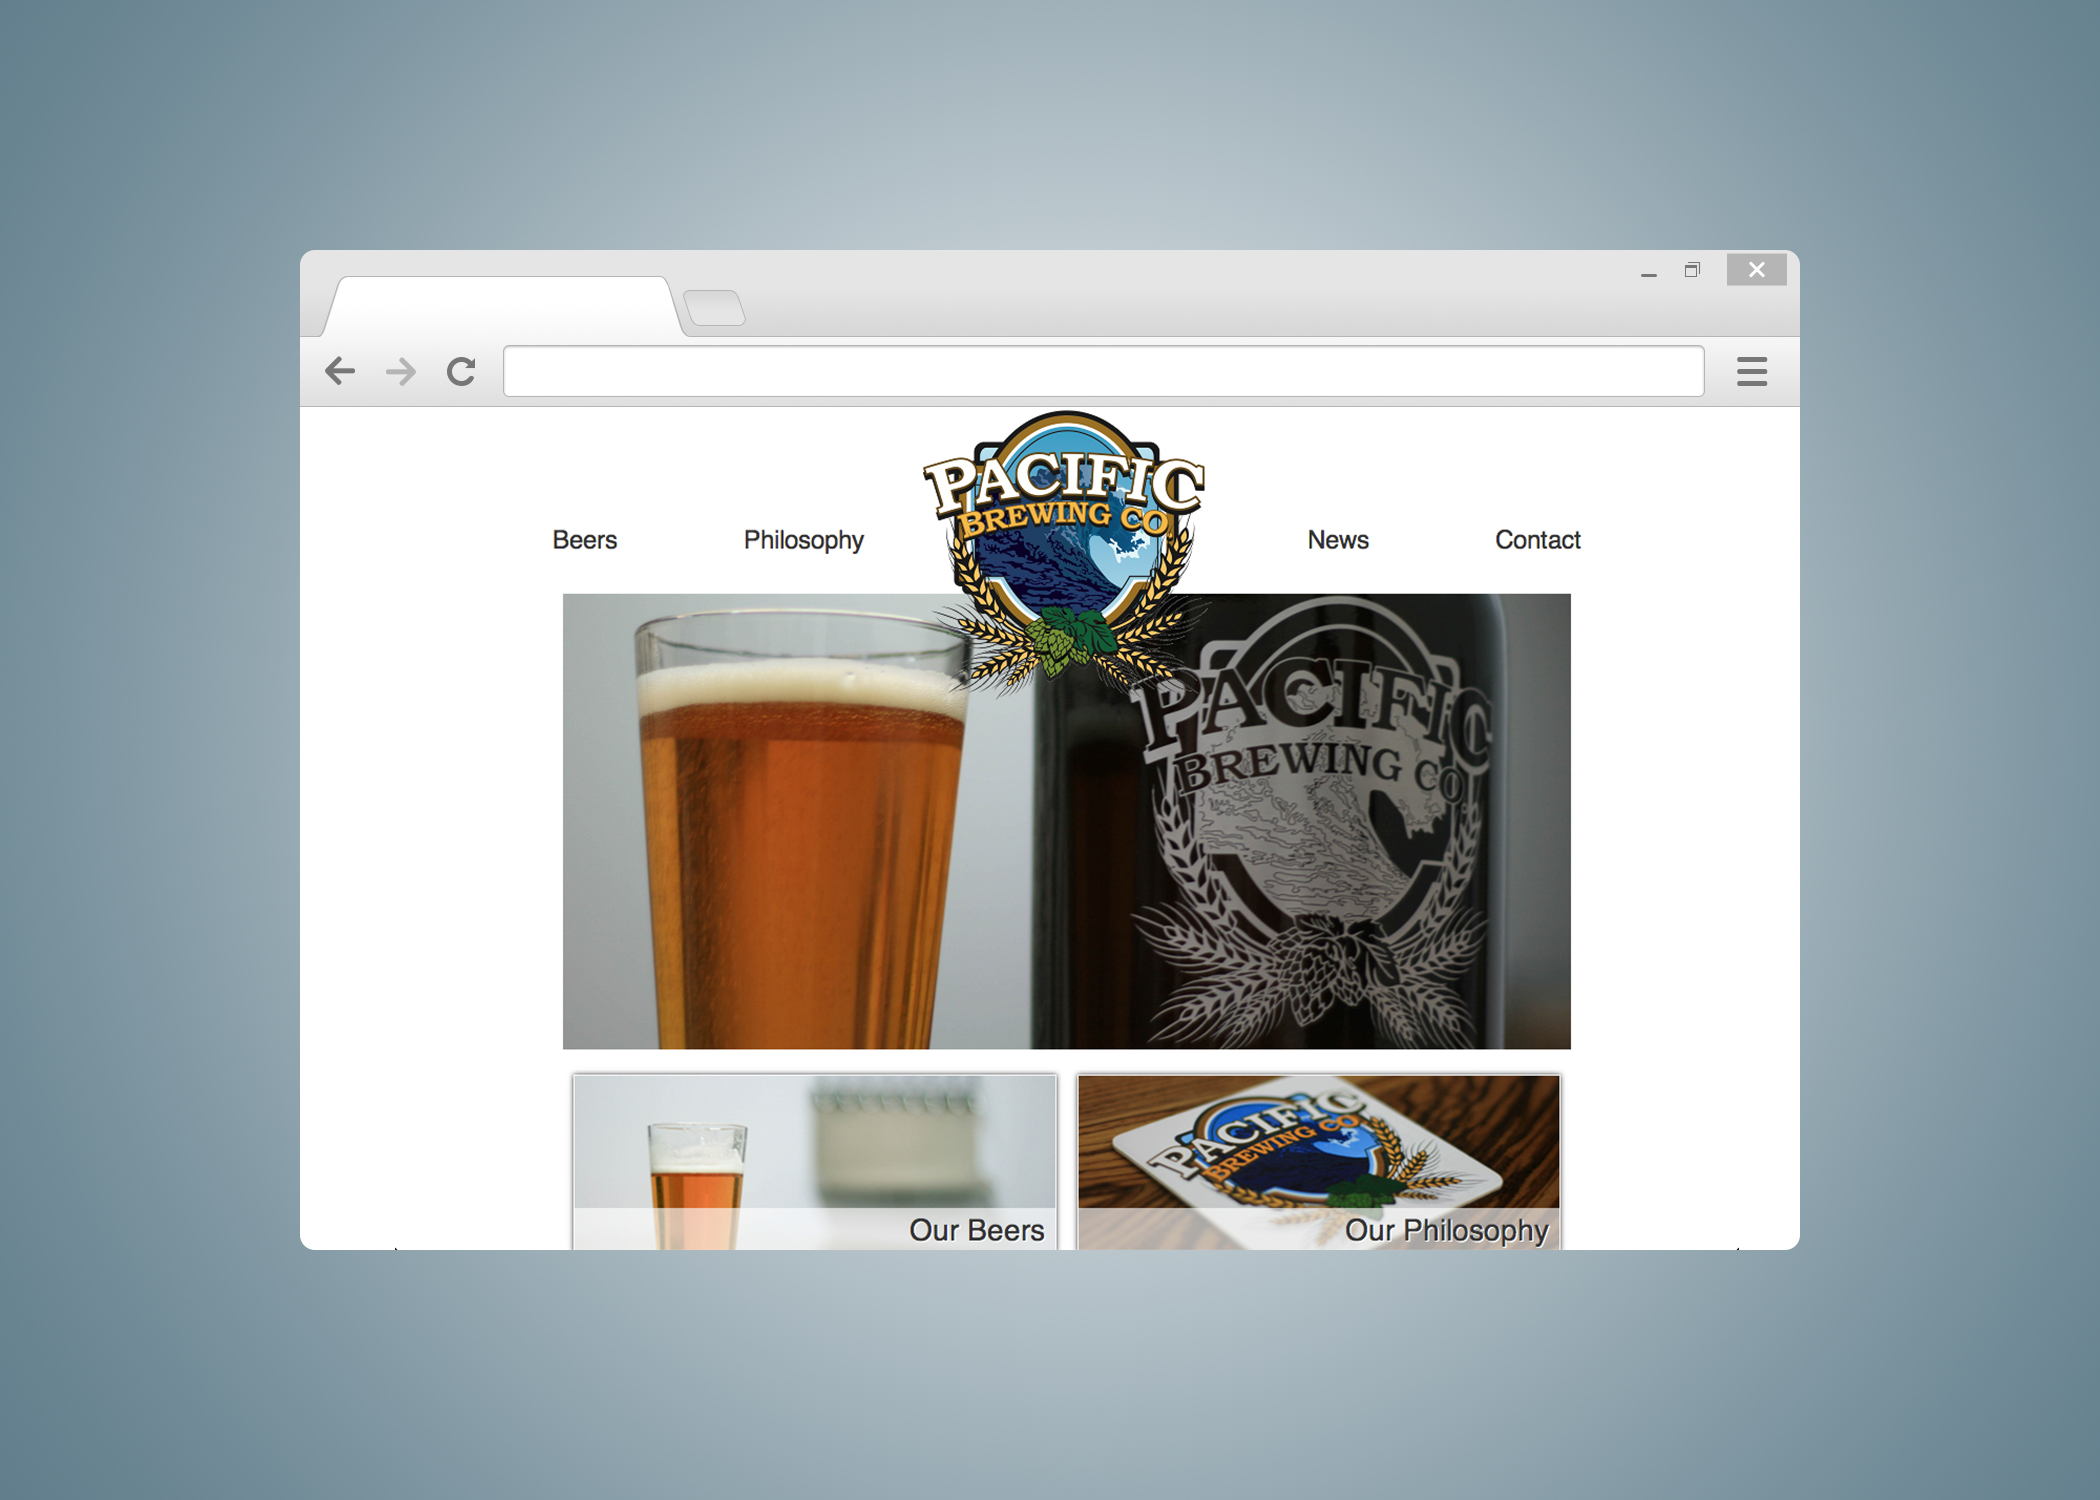 PACIFIC
BREWING CO.
Beers
Philosophy
News
Contact
PACIFIC
BREWING CO.
PACIFIC
BREWING CO
Our Beers
Our Philosophy